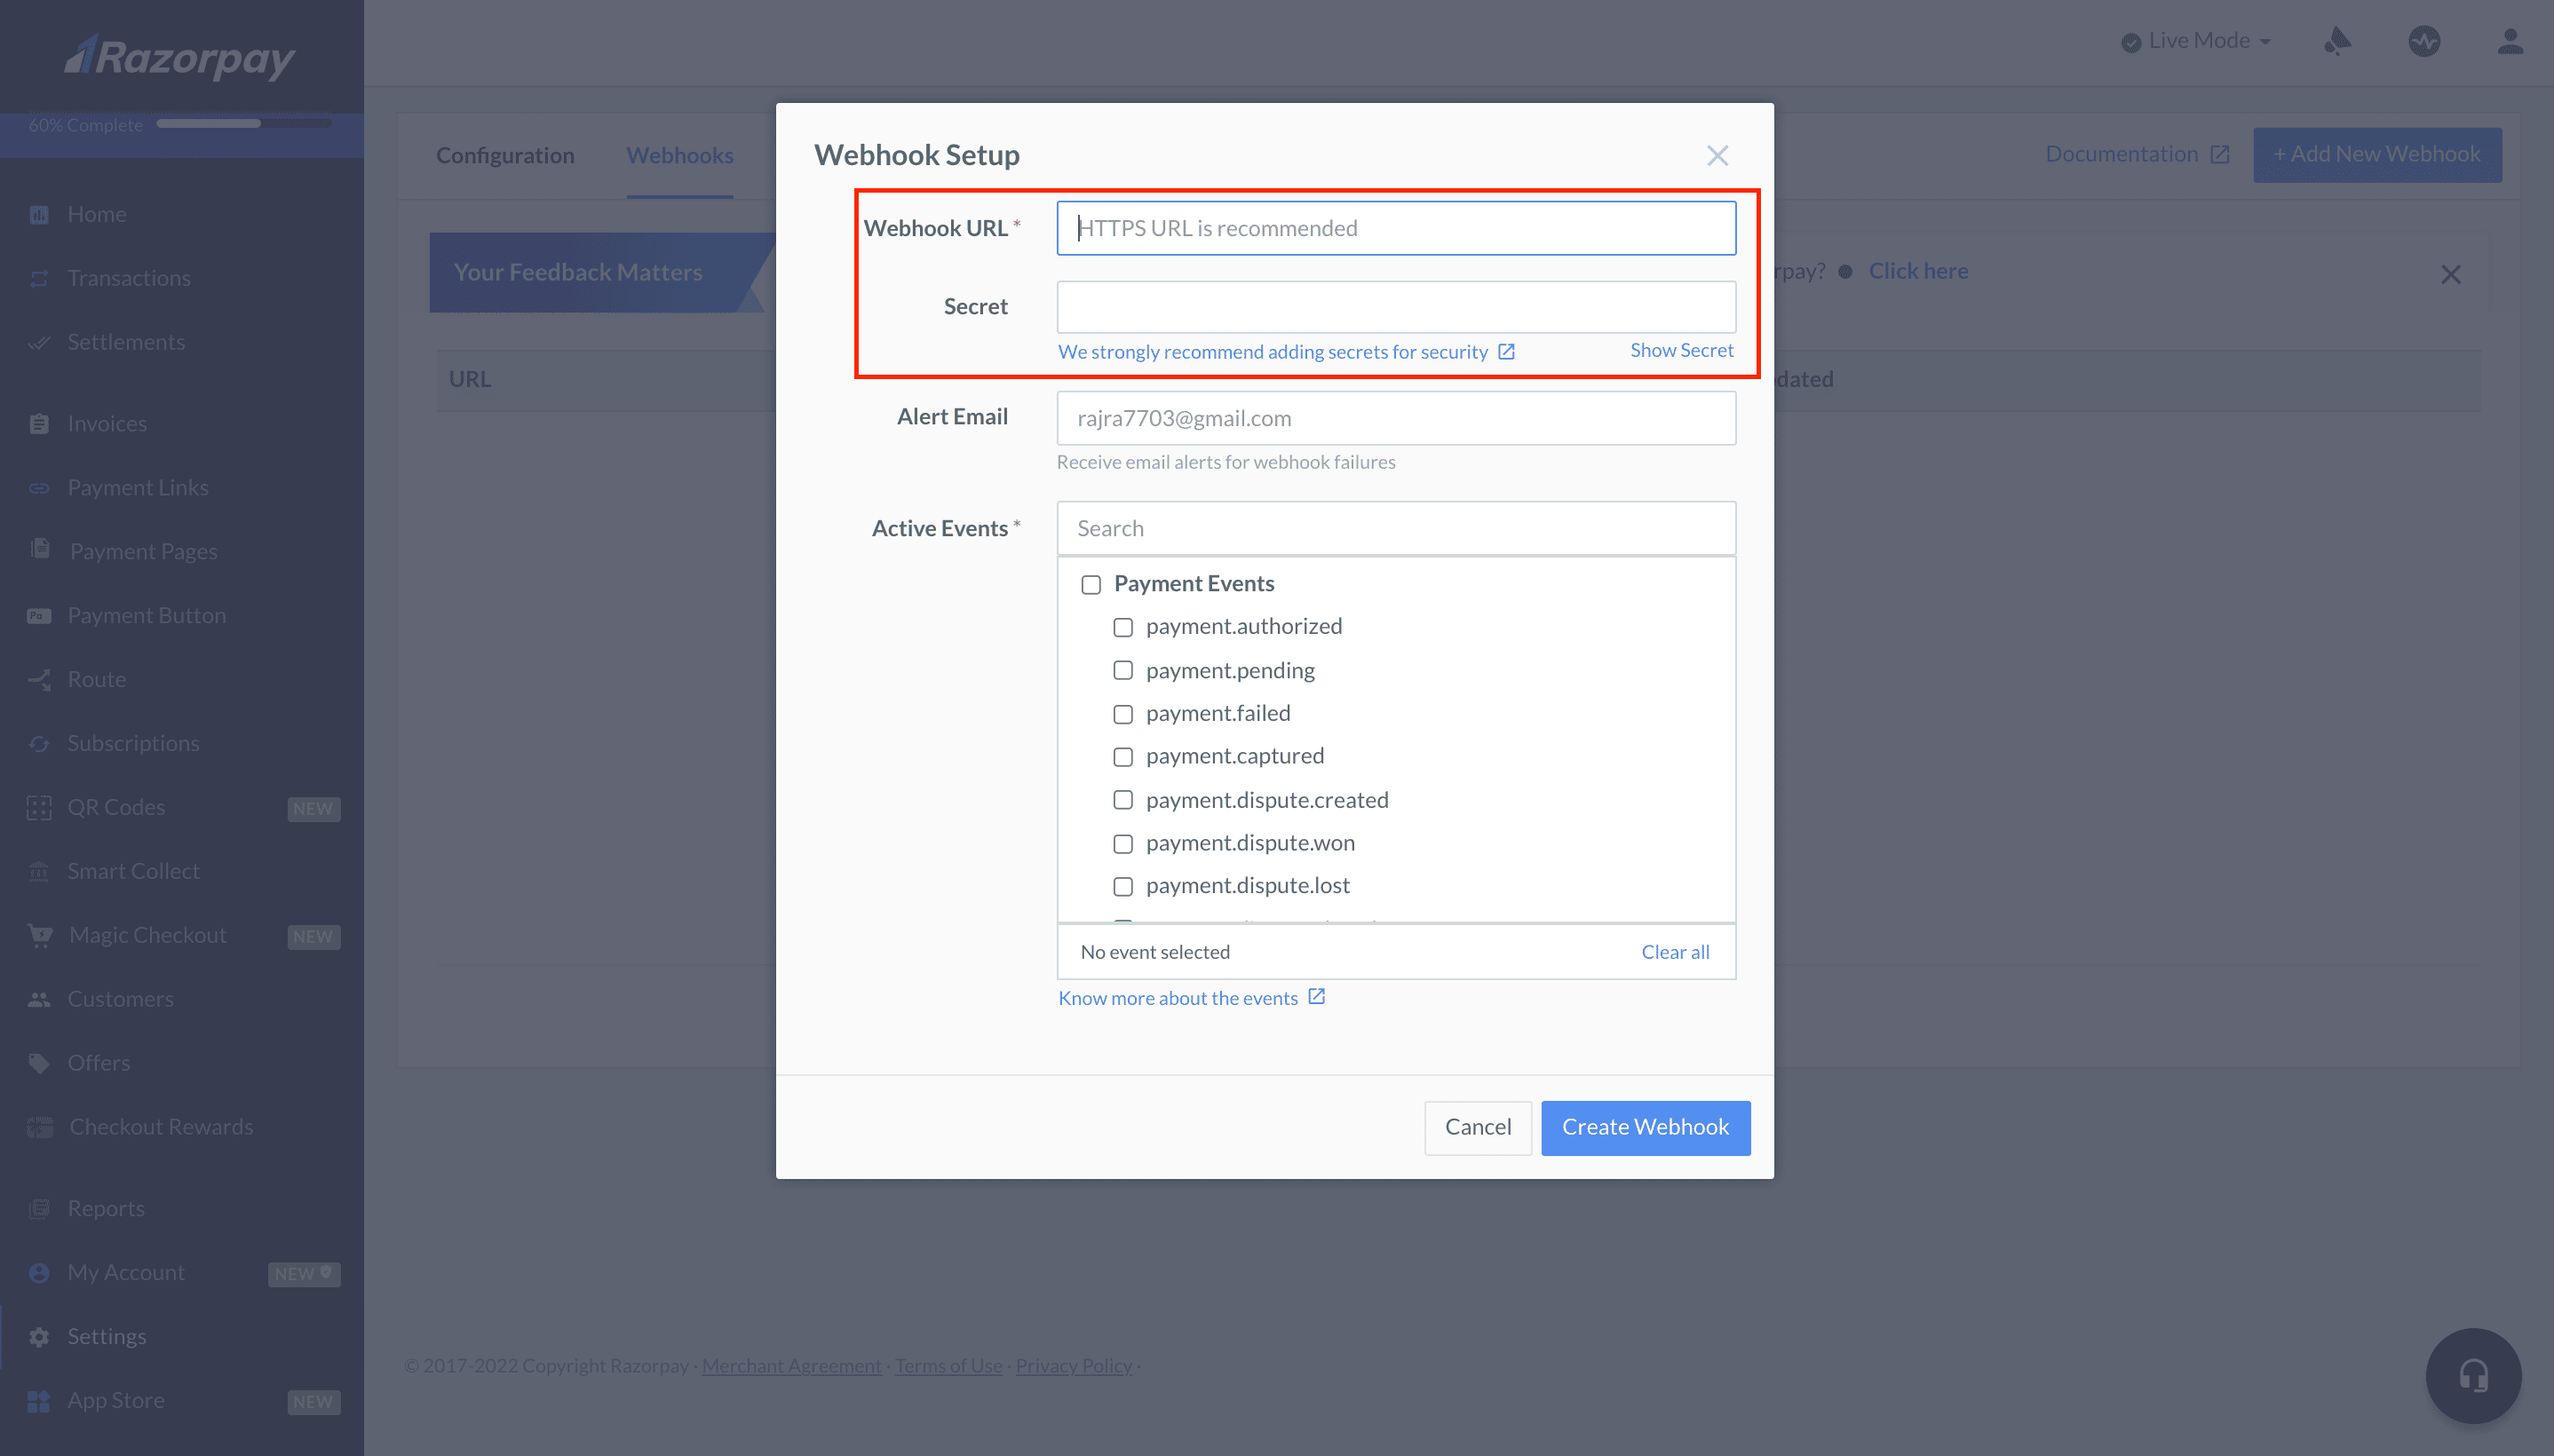 Razorpay
60% Complete
Home
Transactions
Settlements
Invoices
Payment Links
Payment Pages
Payment Button
Route
Subscriptions
QR Codes NEW
Smart Collect
Magic Checkout NEW
Customers
Offers
Checkout Rewards
Reports
My Account NEW
Settings
App Store NEW
Live Mode
Configuration Webhooks
Documentation + Add New Webhook
Your Feedback Matters
rpay? Click here
URL
dated
Webhook Setup
Webhook URL * HTTPS URL is recommended
Secret
We strongly recommend adding secrets for security Show Secret
Alert Email rajra7703@gmail.com
Receive email alerts for webhook failures
Active Events * Search
Payment Events
payment.authorized
payment.pending
payment.failed
payment.captured
payment.dispute.created
payment.dispute.won
payment.dispute.lost
No event selected Clear all
Know more about the events
Cancel Create Webhook
© 2017-2022 Copyright Razorpay · Merchant Agreement · Terms of Use · Privacy Policy ·